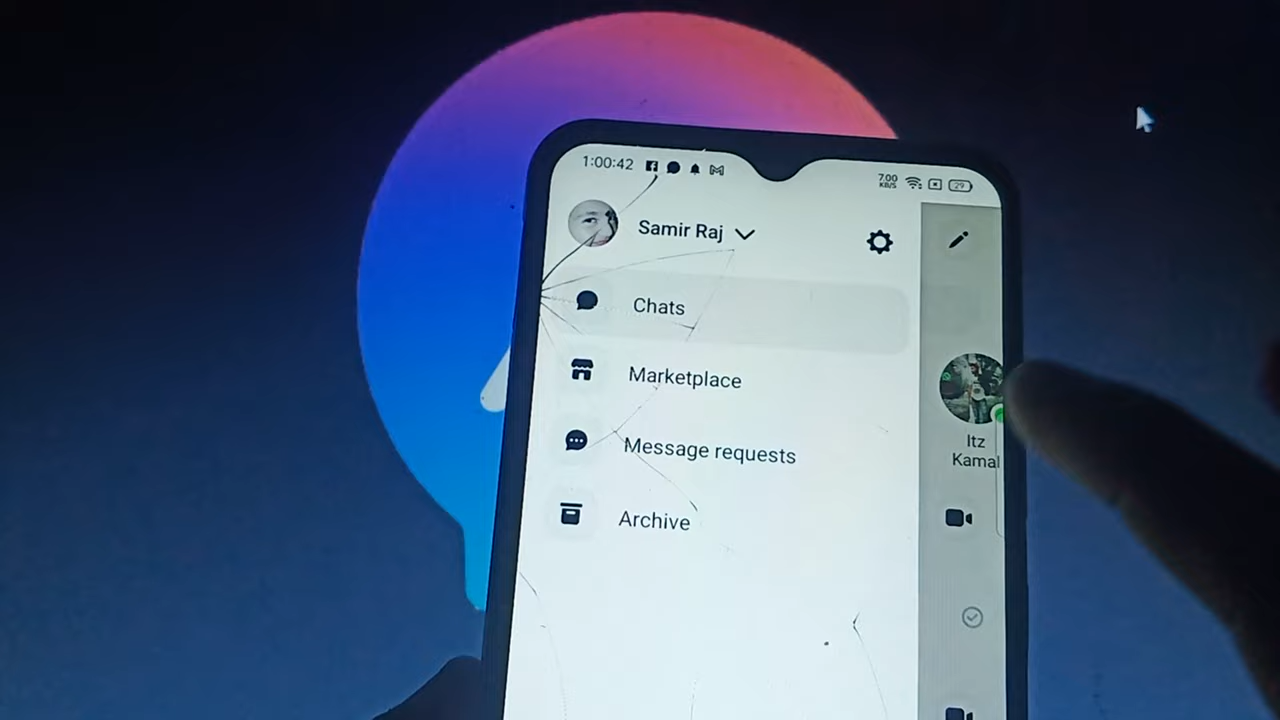 1:00:42
7.00
KB/S
29
Samir Raj
Chats
Marketplace
Message requests
Archive
Itz
Kamal